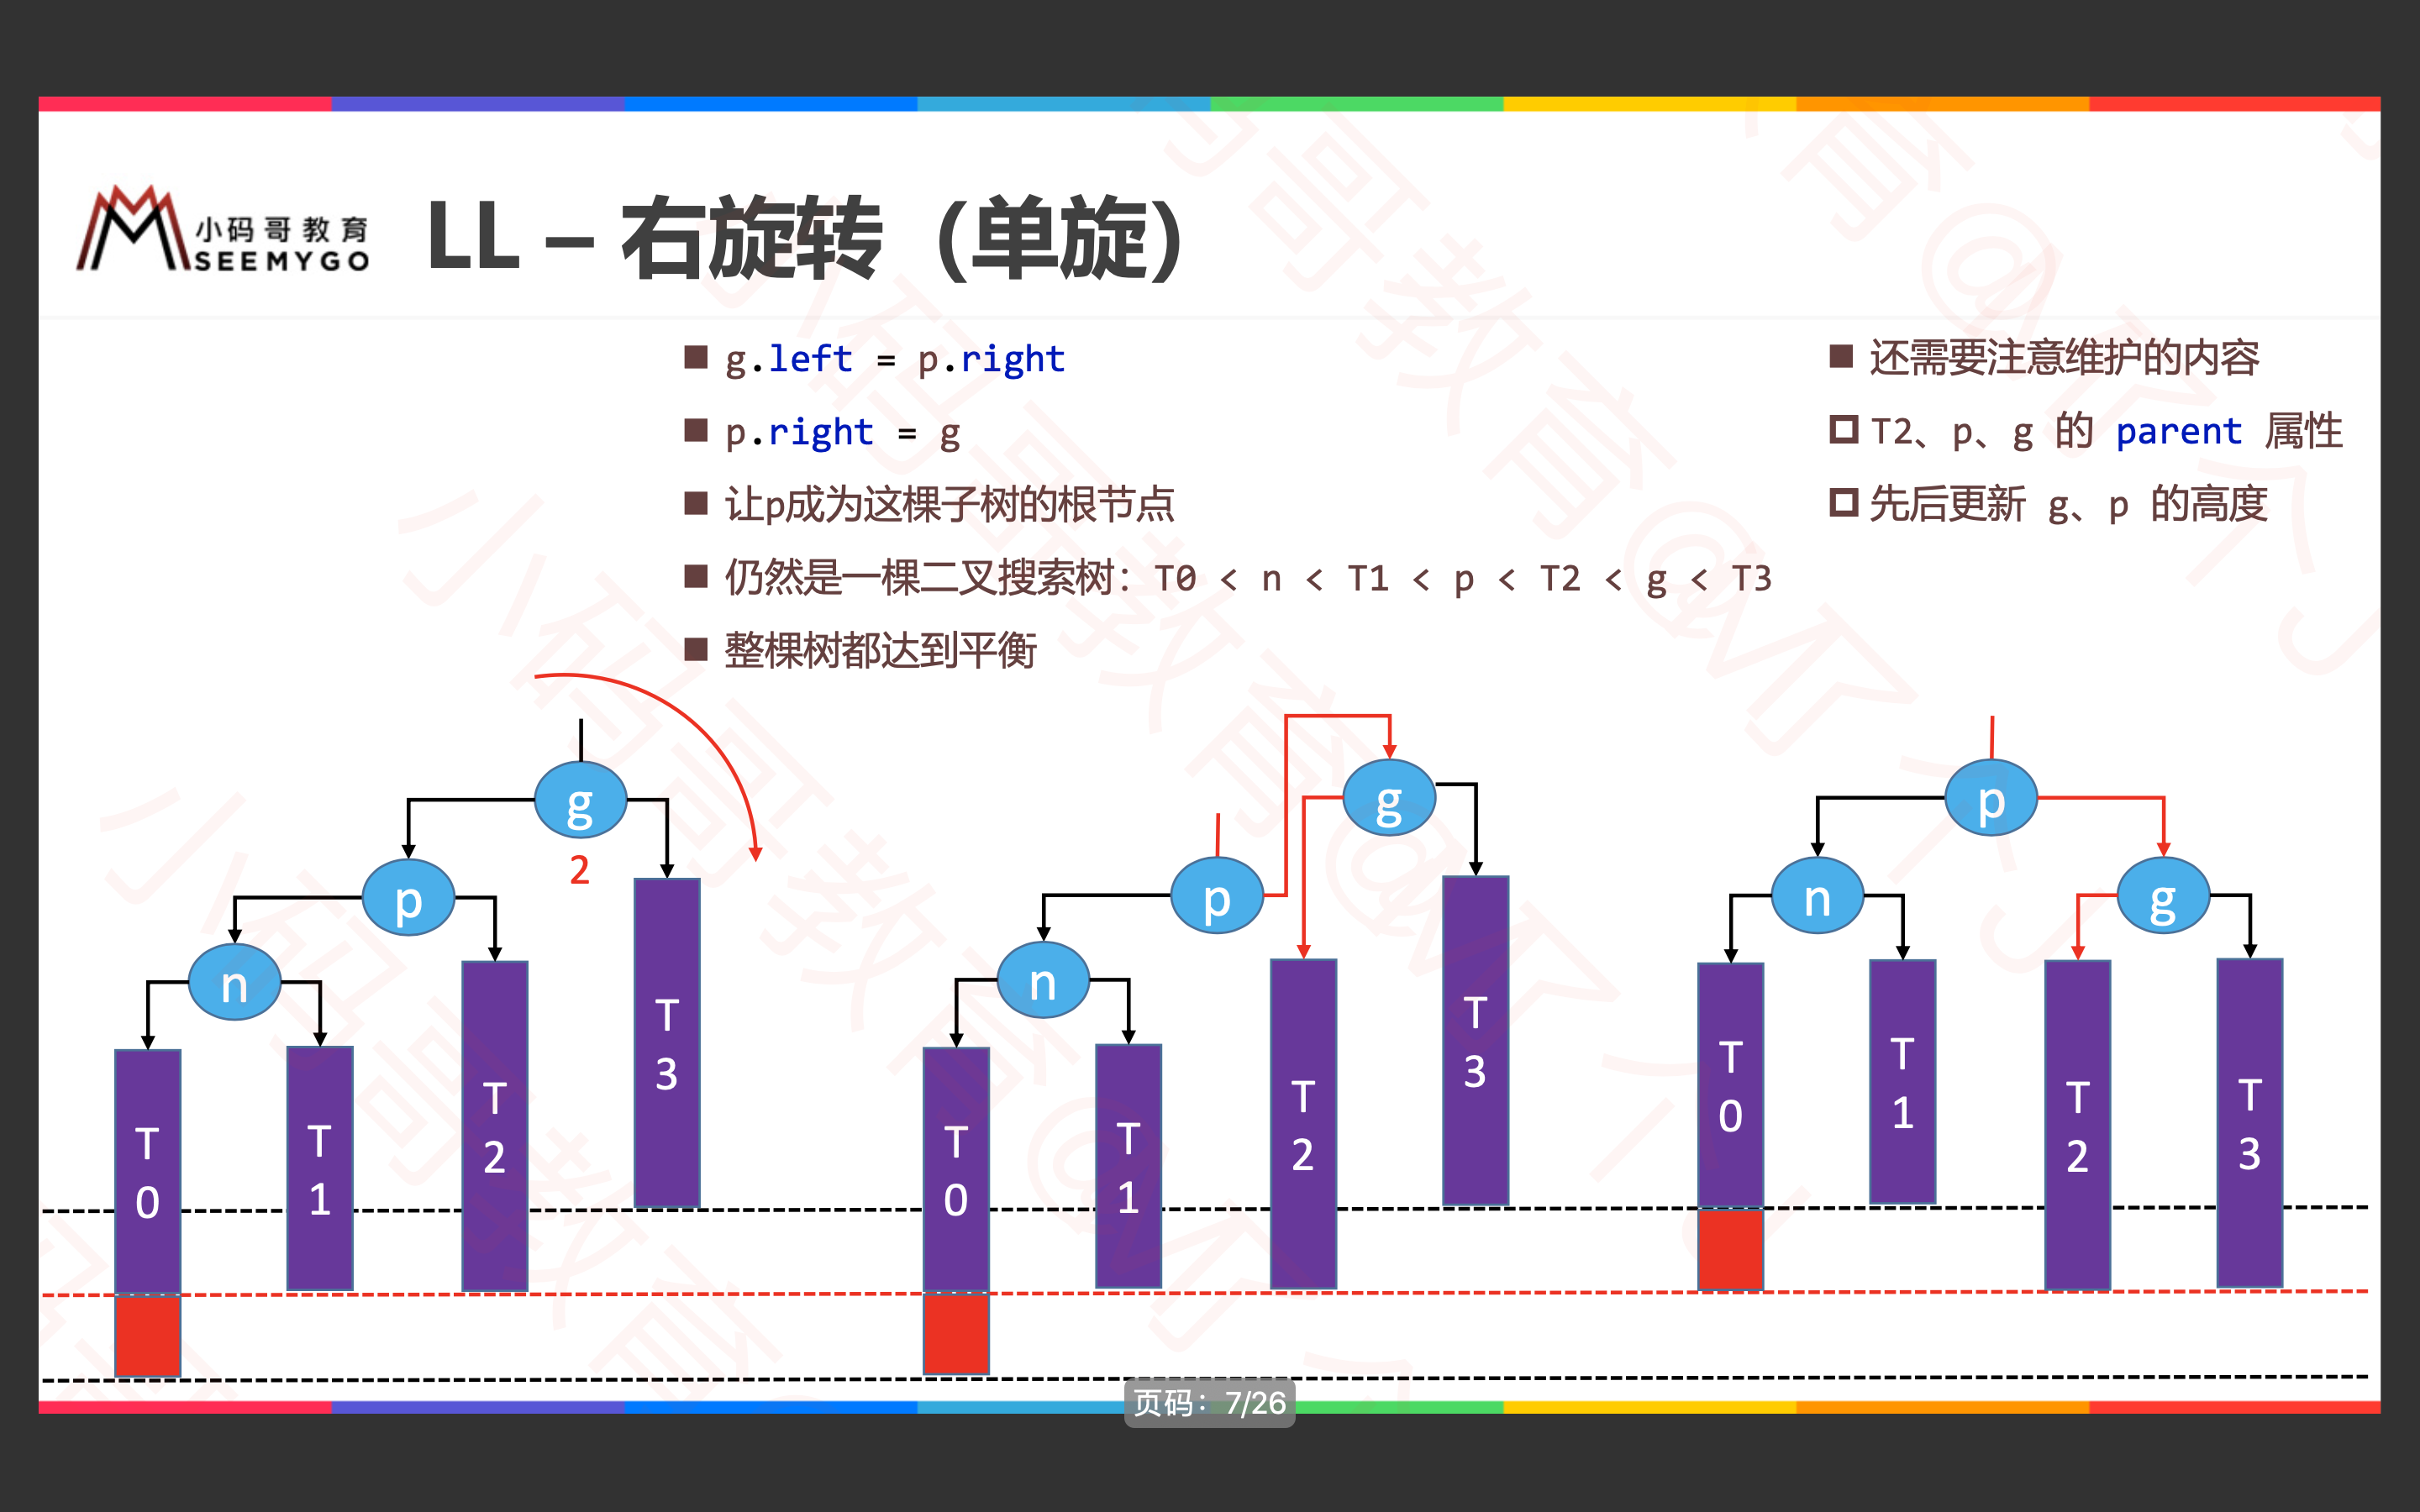 小码哥教育
SEEMYGO
LL – 右旋转（单旋）
g.left = p.right
p.right = g
让p成为这棵子树的根节点
仍然是一棵二叉搜索树：T0 < n < T1 < p < T2 < g < T3
整棵树都达到平衡
还需要注意维护的内容
T2、p、g 的 parent 属性
先后更新 g、p 的高度
g
2
p
n
T0
T1
T2
T3
g
p
n
T0
T1
T2
T3
p
n
g
T0
T1
T2
T3
页码：7/26